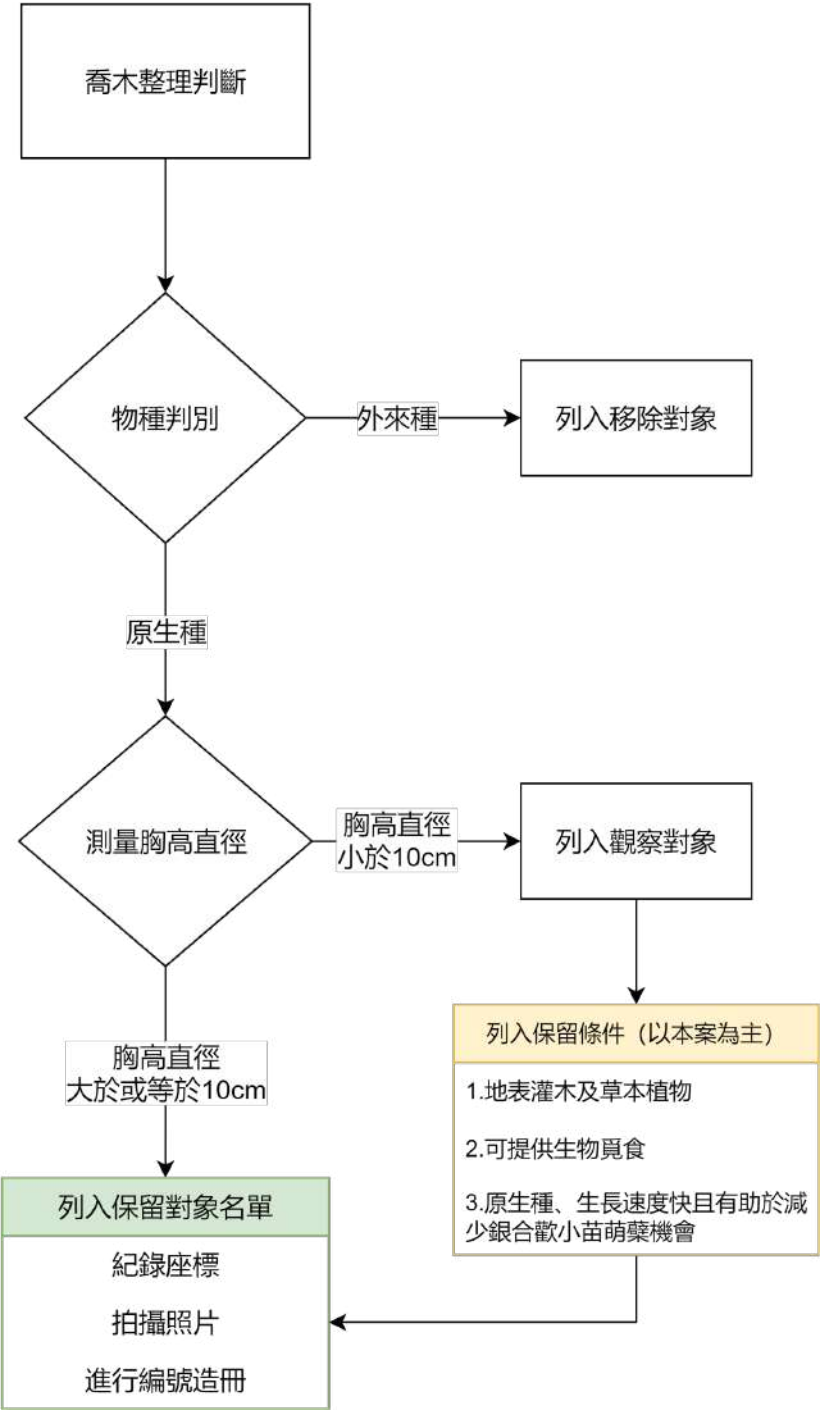 喬木整理判斷
物種判別
外來種
列入移除對象
原生種
測量胸高直徑
胸高直徑
小於10cm
列入觀察對象
胸高直徑
大於或等於10cm
列入保留條件（以本案為主）
1.地表灌木及草本植物
2.可提供生物覓食
3.原生種、生長速度快且有助於減
少銀合歡小苗萌蘗機會
列入保留對象名單
紀錄座標
拍攝照片
進行編號造冊